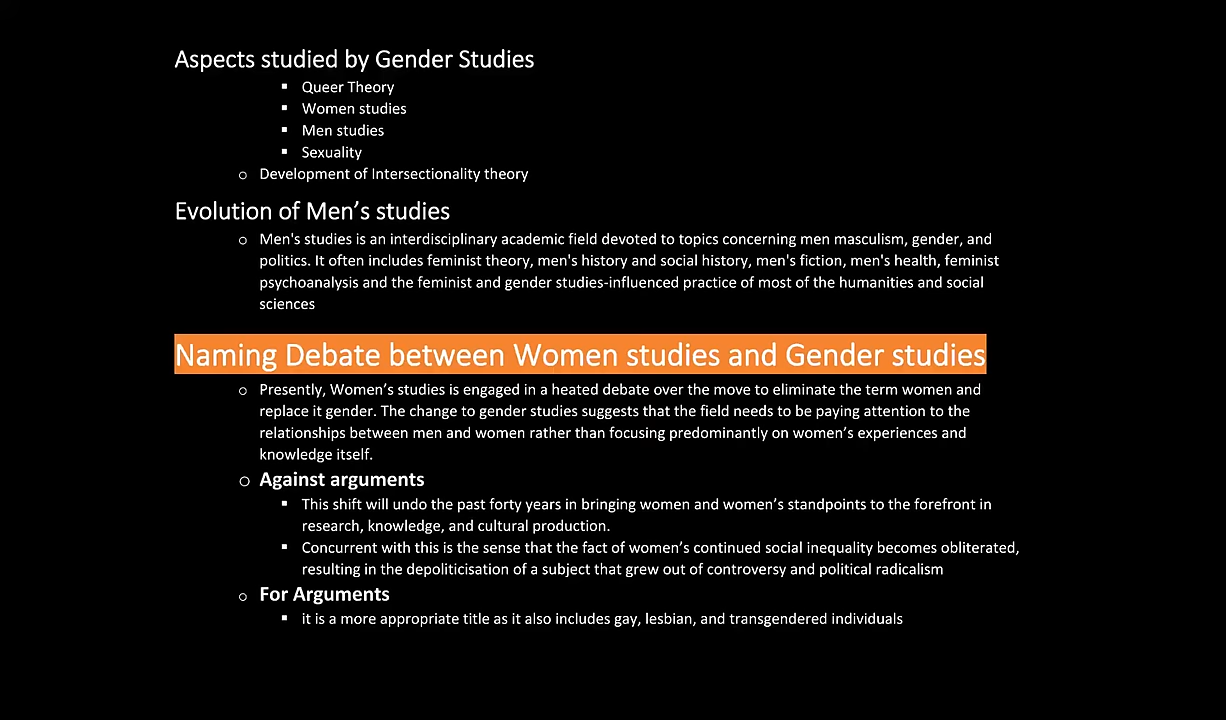 Aspects studied by Gender Studies
▪ Queer Theory
▪ Women studies
▪ Men studies
▪ Sexuality
o Development of Intersectionality theory
Evolution of Men’s studies
o Men's studies is an interdisciplinary academic field devoted to topics concerning men masculism, gender, and
politics. It often includes feminist theory, men's history and social history, men's fiction, men's health, feminist
psychoanalysis and the feminist and gender studies-influenced practice of most of the humanities and social
sciences
Naming Debate between Women studies and Gender studies
o Presently, Women’s studies is engaged in a heated debate over the move to eliminate the term women and
replace it gender. The change to gender studies suggests that the field needs to be paying attention to the
relationships between men and women rather than focusing predominantly on women’s experiences and
knowledge itself.
o Against arguments
▪ This shift will undo the past forty years in bringing women and women’s standpoints to the forefront in
research, knowledge, and cultural production.
▪ Concurrent with this is the sense that the fact of women’s continued social inequality becomes obliterated,
resulting in the depoliticisation of a subject that grew out of controversy and political radicalism
o For Arguments
▪ it is a more appropriate title as it also includes gay, lesbian, and transgendered individuals